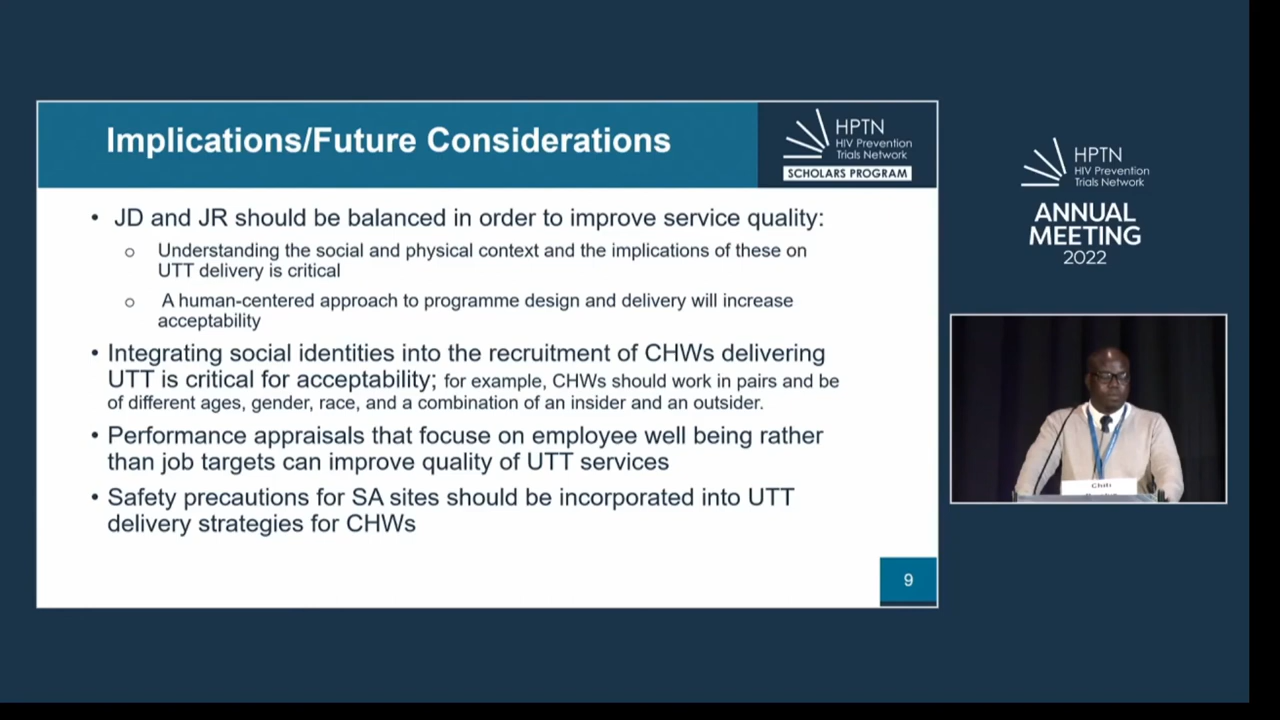 Implications/Future Considerations
HPTN
HIV Prevention
Trials Network
SCHOLARS PROGRAM
• JD and JR should be balanced in order to improve service quality:
o Understanding the social and physical context and the implications of these on
UTT delivery is critical
o A human-centered approach to programme design and delivery will increase
acceptability
• Integrating social identities into the recruitment of CHWs delivering
UTT is critical for acceptability; for example, CHWs should work in pairs and be
of different ages, gender, race, and a combination of an insider and an outsider.
• Performance appraisals that focuse on employee well being rather
than job targets can improve quality of UTT services
• Safety precautions for SA sites should be incorporated into UTT
delivery strategies for CHWs
9
HPTN
HIV Prevention
Trials Network
ANNUAL
MEETING
2022
Chiti